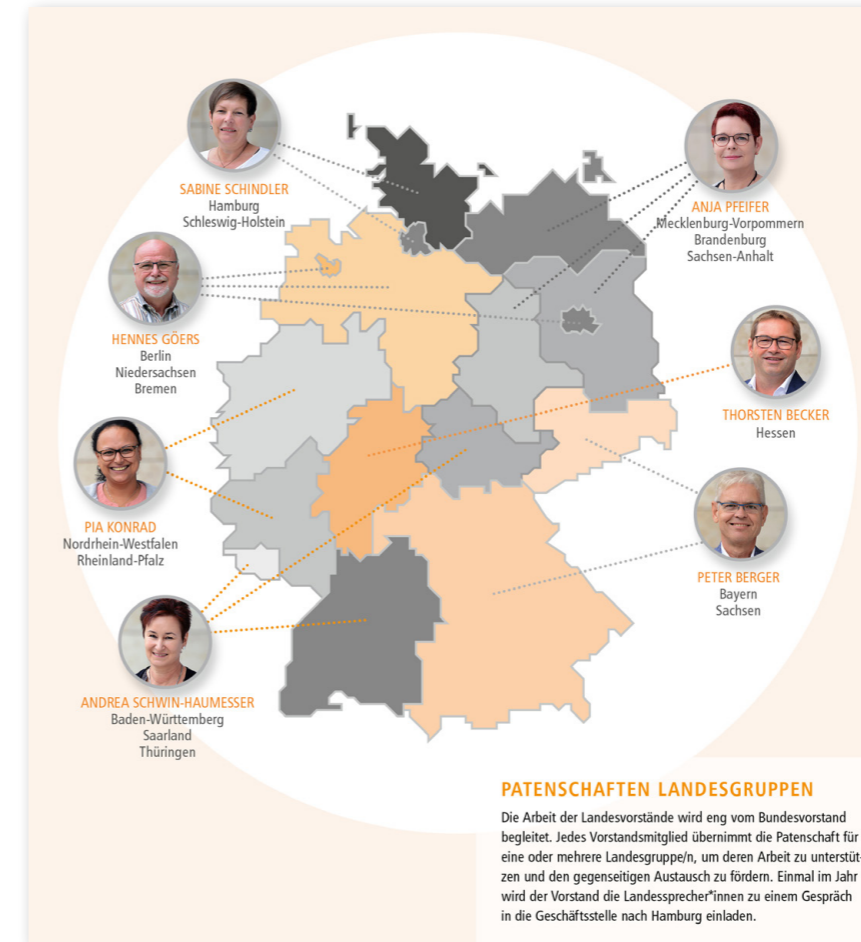 SABINE SCHINDLER
Hamburg
Schleswig-Holstein
ANJA PFEIFER
Mecklenburg-Vorpommern
Brandenburg
Sachsen-Anhalt
HENNES GÖERS
Berlin
Niedersachsen
Bremen
THORSTEN BECKER
Hessen
PIA KONRAD
Nordrhein-Westfalen
Rheinland-Pfalz
PETER BERGER
Bayern
Sachsen
ANDREA SCHWIN-HAUMESSER
Baden-Württemberg
Saarland
Thüringen
PATENSCHAFTEN LANDESGRUPPEN
Die Arbeit der Landesvorstände wird eng vom Bundesvorstand
begleitet. Jedes Vorstandsmitglied übernimmt die Patenschaft für
eine oder mehrere Landesgruppe/n, um deren Arbeit zu unterstüt-
zen und den gegenseitigen Austausch zu fördern. Einmal im Jahr
wird der Vorstand die Landessprecher*innen zu einem Gespräch
in die Geschäftsstelle nach Hamburg einladen.